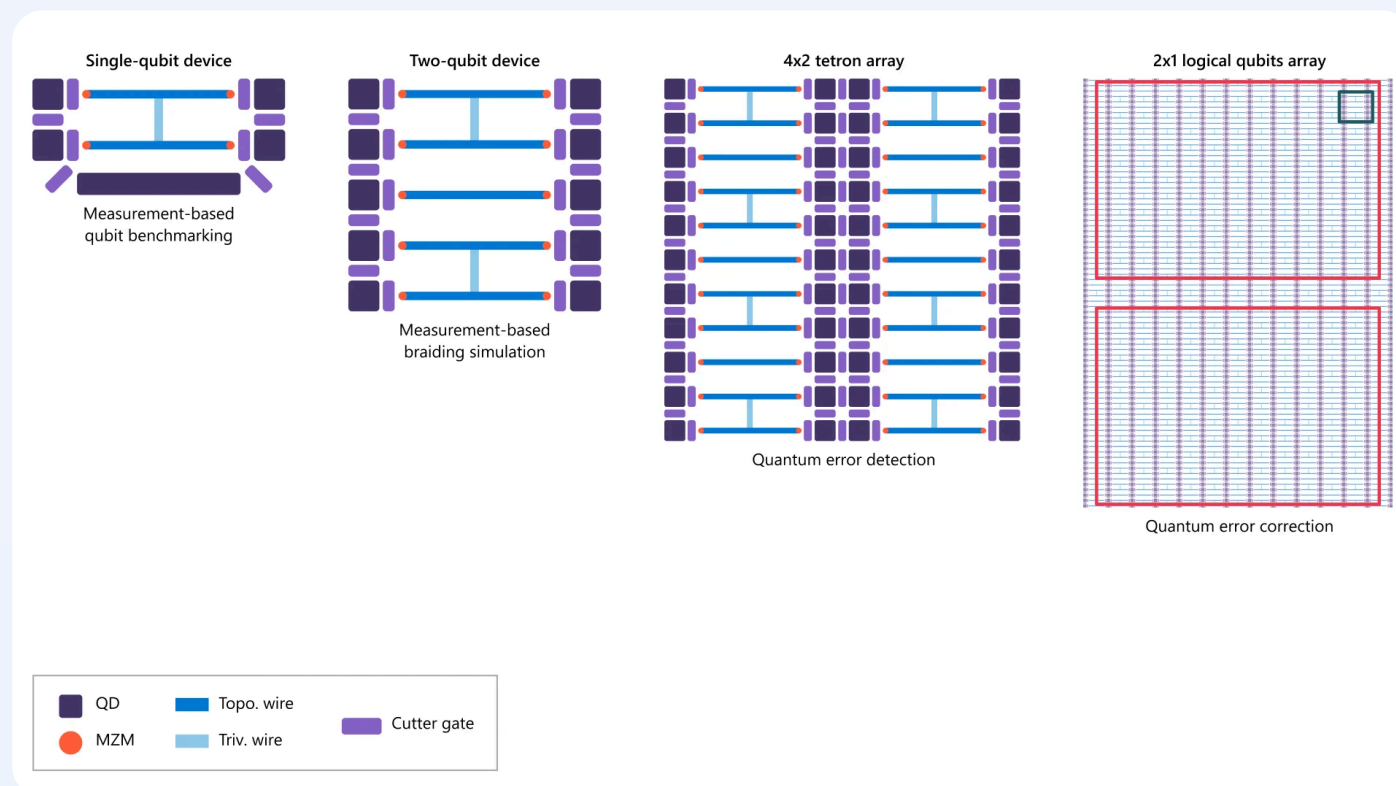 Single-qubit device
Measurement-based
qubit benchmarking
Two-qubit device
Measurement-based
braiding simulation
4x2 tetron array
Quantum error detection
2x1 logical qubits array
Quantum error correction
QD
MZM
Topo. wire
Triv. wire
Cutter gate